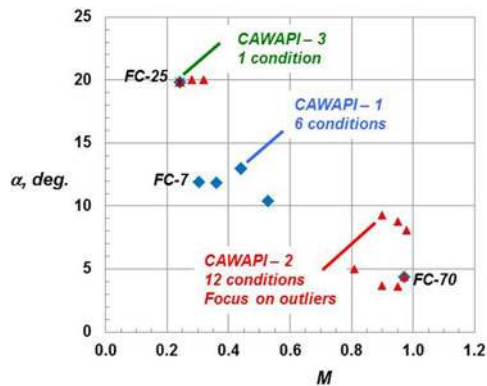 25
CAWAPI – 3
1 condition
FC-25
20
15
CAWAPI – 1
6 conditions
α, deg.
FC-7
10
CAWAPI – 2
12 conditions
Focus on outliers
5
FC-70
0
0.0 0.2 0.4 0.6 0.8 1.0 1.2
M